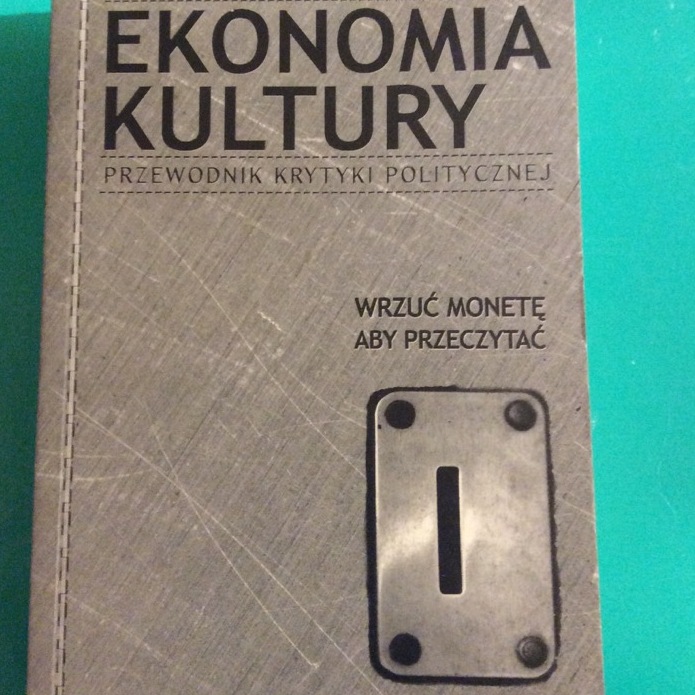 EKONOMIA
KULTURY
PRZEWODNIK KRYTYKI POLITYCZNEJ
WRZUĆ MONETĘ
ABY PRZECZYTAĆ